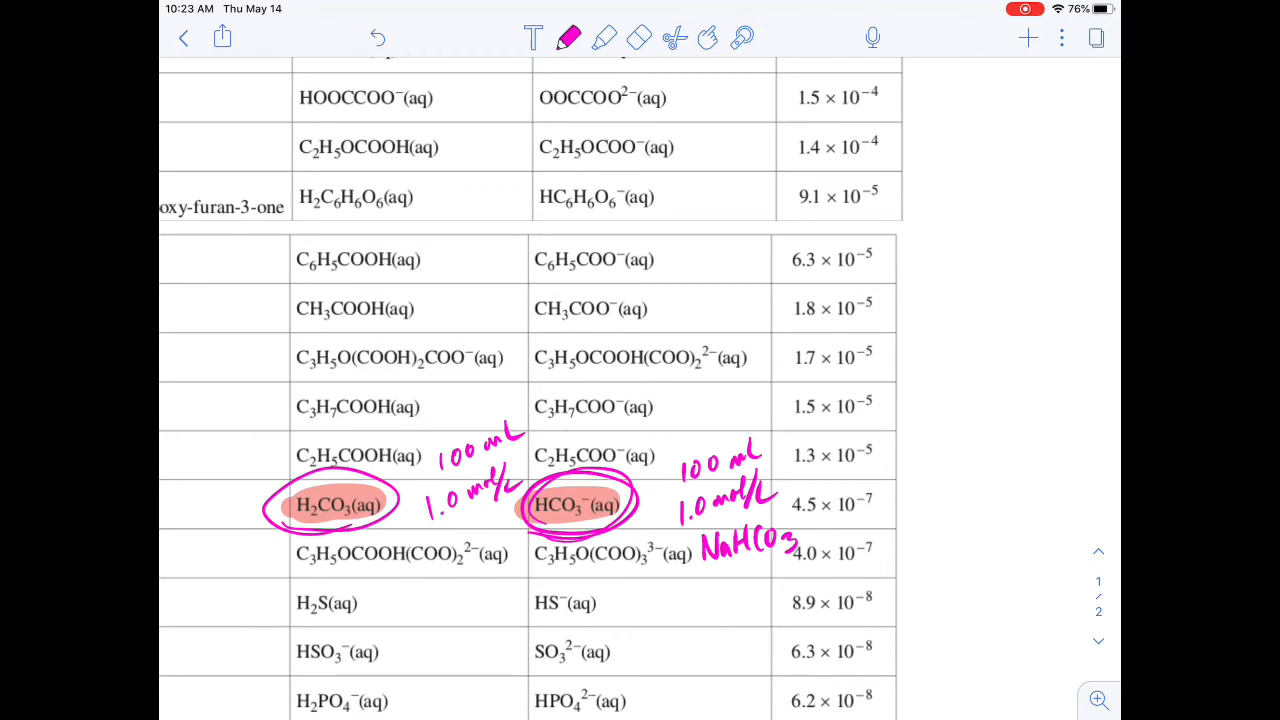 10:23 AM Thu May 14
76%
HOOCCOO⁻(aq) OOCCOO²⁻(aq) 1.5 × 10⁻⁴
C₂H₅OCOOH(aq) C₂H₅OCOO⁻(aq) 1.4 × 10⁻⁴
oxy-furan-3-one H₂C₆H₆O₆(aq) HC₆H₆O₆⁻(aq) 9.1 × 10⁻⁵
C₆H₅COOH(aq) C₆H₅COO⁻(aq) 6.3 × 10⁻⁵
CH₃COOH(aq) CH₃COO⁻(aq) 1.8 × 10⁻⁵
C₃H₅O(COOH)₂COO⁻(aq) C₃H₅OCOOH(COO)₂²⁻(aq) 1.7 × 10⁻⁵
C₃H₇COOH(aq) C₃H₇COO⁻(aq) 1.5 × 10⁻⁵
C₂H₅COOH(aq) 100 mL C₂H₅COO⁻(aq) 100 mL 1.3 × 10⁻⁵
H₂CO₃(aq) 1.0 mol/L HCO₃⁻(aq) 1.0 mol/L 4.5 × 10⁻⁷
C₃H₅OCOOH(COO)₂²⁻(aq) C₃H₅O(COO)₃³⁻(aq) NaHCO₃ 4.0 × 10⁻⁷
H₂S(aq) HS⁻(aq) 8.9 × 10⁻⁸
HSO₃⁻(aq) SO₃²⁻(aq) 6.3 × 10⁻⁸
H₂PO₄⁻(aq) HPO₄²⁻(aq) 6.2 × 10⁻⁸
1
/
2